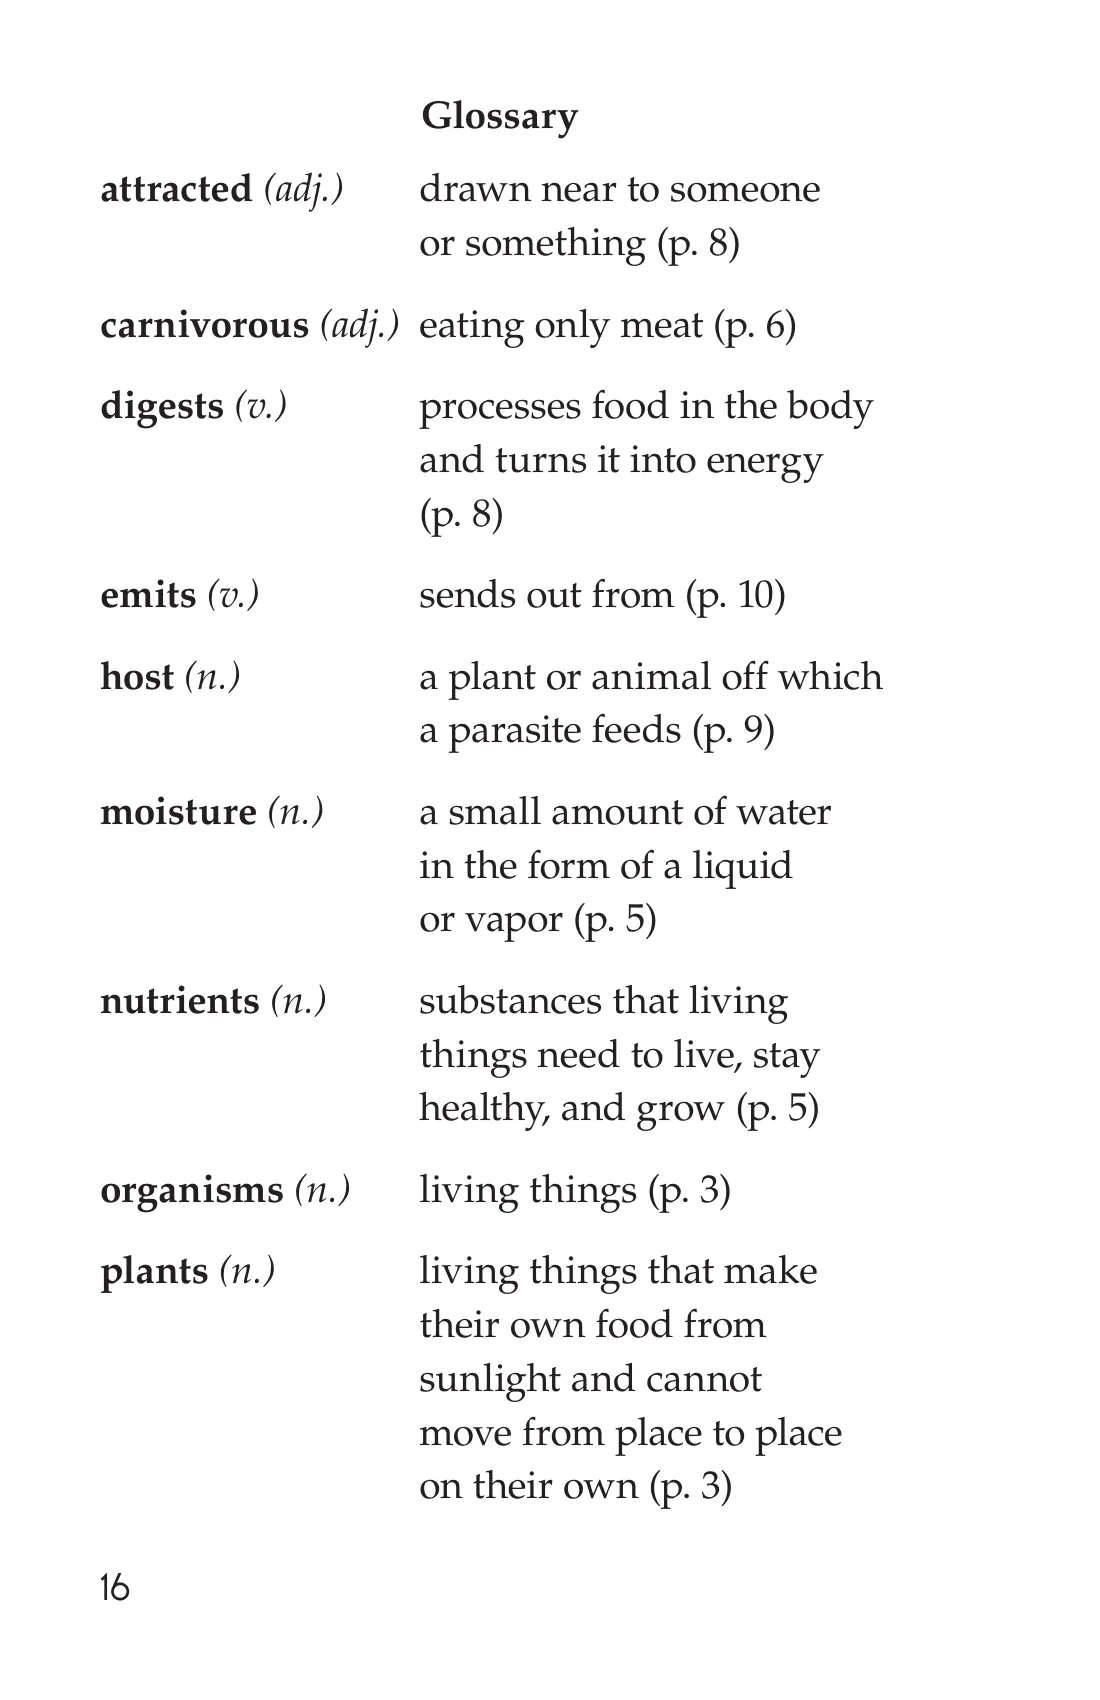 Glossary
attracted (adj.) drawn near to someone
or something (p. 8)
carnivorous (adj.) eating only meat (p. 6)
digests (v.) processes food in the body
and turns it into energy
(p. 8)
emits (v.) sends out from (p. 10)
host (n.) a plant or animal off which
a parasite feeds (p. 9)
moisture (n.) a small amount of water
in the form of a liquid
or vapor (p. 5)
nutrients (n.) substances that living
things need to live, stay
healthy, and grow (p. 5)
organisms (n.) living things (p. 3)
plants (n.) living things that make
their own food from
sunlight and cannot
move from place to place
on their own (p. 3)
16